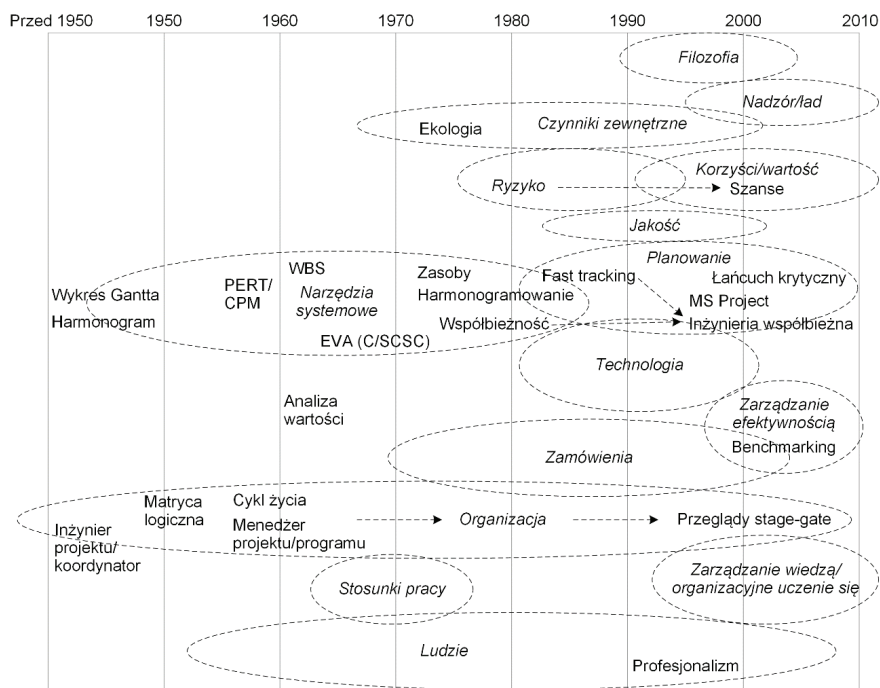 Przed 1950 1950 1960 1970 1980 1990 2000 2010
Filozofia
Nadzór/ład
Ekologia
Czynniki zewnętrzne
Korzyści/wartość
Ryzyko
Szanse
Jakość
Planowanie
WBS
Zasoby
Fast tracking
Łańcuch krytyczny
PERT/
CPM
Wykres Gantta
Narzędzia
systemowe
Harmonogramowanie
MS Project
Harmonogram
Współbieżność
Inżynieria współbieżna
EVA (C/SCSC)
Technologia
Analiza
wartości
Zarządzanie
efektywnością
Benchmarking
Zamówienia
Matryca
logiczna
Cykl życia
Menedżer
projektu/programu
Organizacja
Przeglądy stage-gate
Inżynier
projektu/
koordynator
Stosunki pracy
Zarządzanie wiedzą/
organizacyjne uczenie się
Ludzie
Profesjonalizm